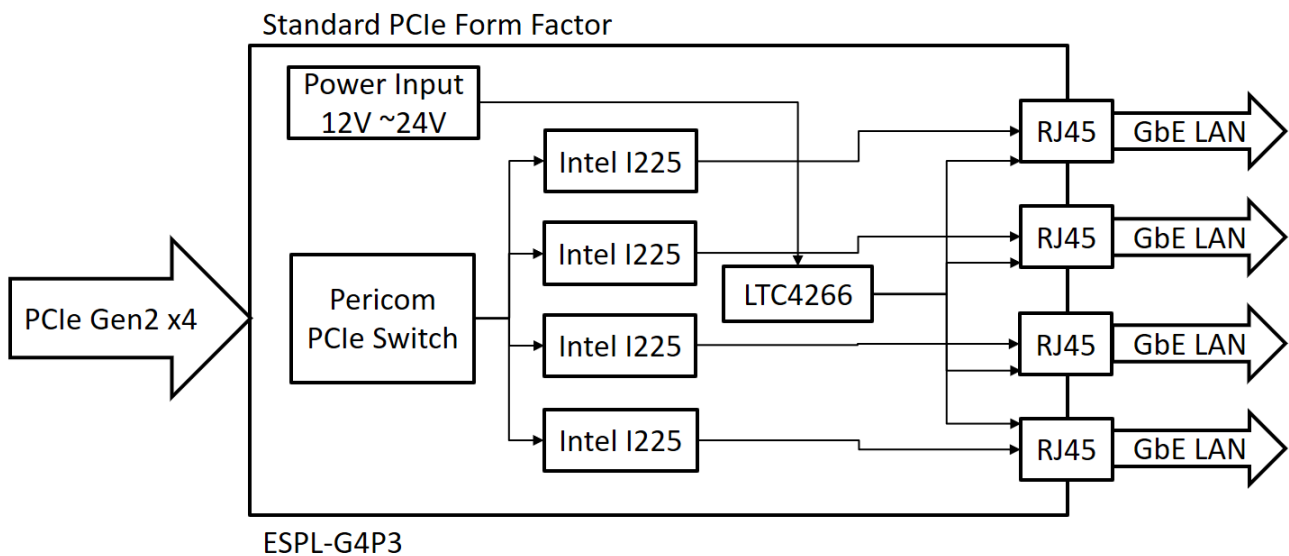 Standard PCIe Form Factor
Power Input
12V ~24V
Intel I225
Intel I225
Intel I225
Intel I225
PCIe Gen2 x4
Pericom
PCIe Switch
LTC4266
RJ45
GbE LAN
RJ45
GbE LAN
RJ45
GbE LAN
RJ45
GbE LAN
ESPL-G4P3